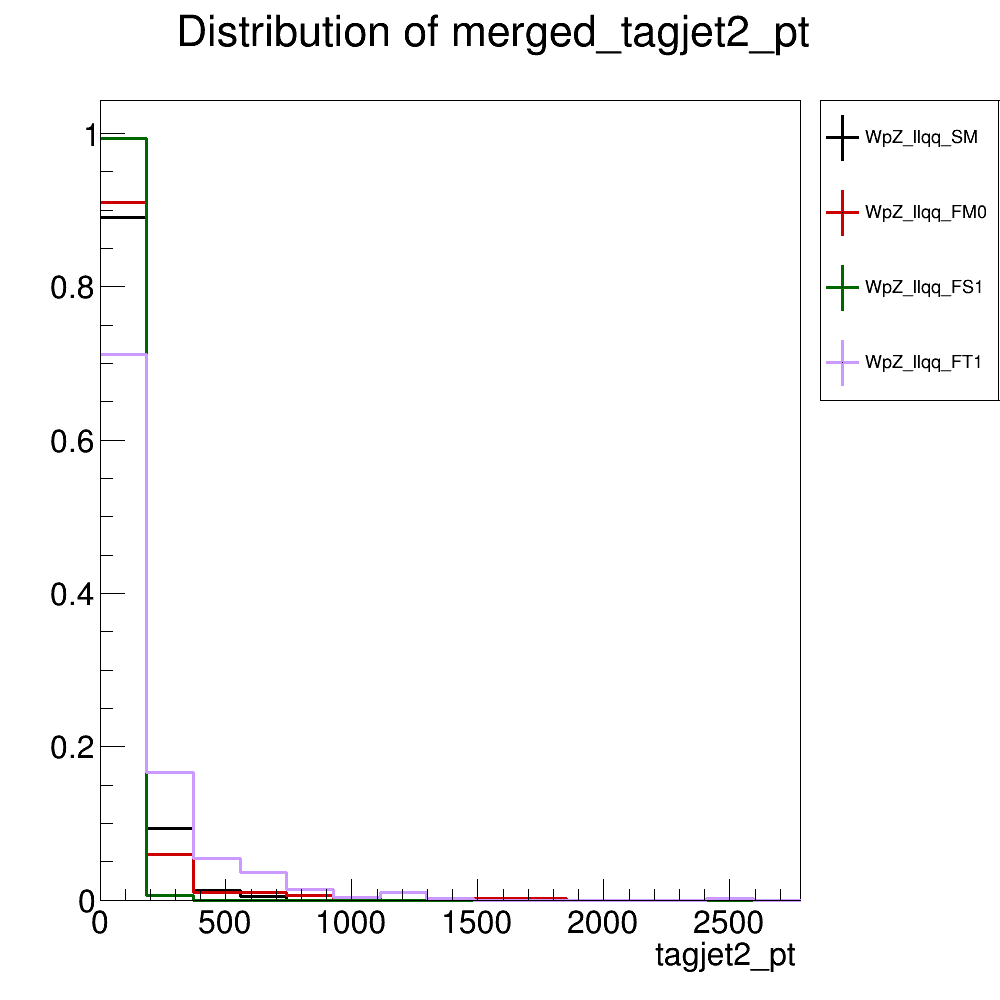 Distribution of merged_tagjet2_pt
WpZ_llqq_SM
WpZ_llqq_FM0
WpZ_llqq_FS1
WpZ_llqq_FT1
1
0.8
0.6
0.4
0.2
0
0 500 1000 1500 2000 2500
tagjet2_pt